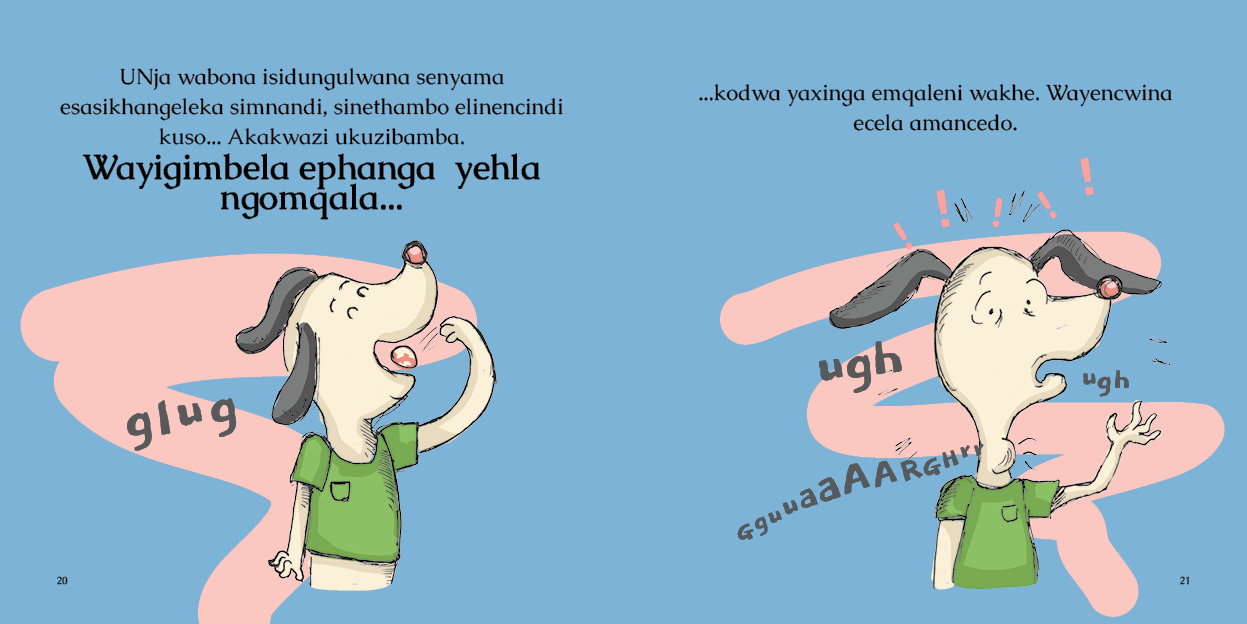 UNja wabona isidungulwana senyama
esasikhangeleka simnandi, sinethambo elinencindi
kuso... Akakwazi ukuzibamba.
Wayigimbela ephanga yehla
ngomqala...
glug
20
...kodwa yaxinga emqaleni wakhe. Wayencwina
ecela amancedo.
! ! ! ! !
ugh
ugh
GguuaaAAARGHrr
21